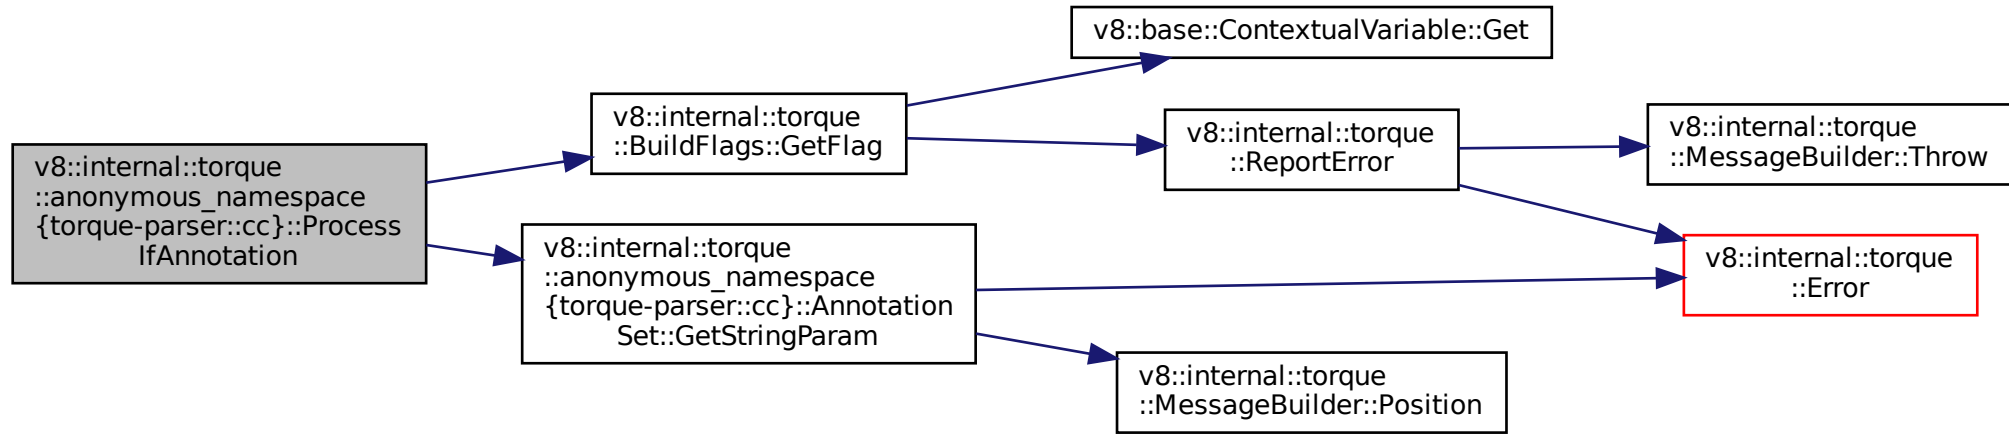 v8::internal::torque
::anonymous_namespace
{torque-parser::cc}::Process
IfAnnotation
v8::internal::torque
::BuildFlags::GetFlag
v8::base::ContextualVariable::Get
v8::internal::torque
::ReportError
v8::internal::torque
::MessageBuilder::Throw
v8::internal::torque
::Error
v8::internal::torque
::anonymous_namespace
{torque-parser::cc}::Annotation
Set::GetStringParam
v8::internal::torque
::MessageBuilder::Position